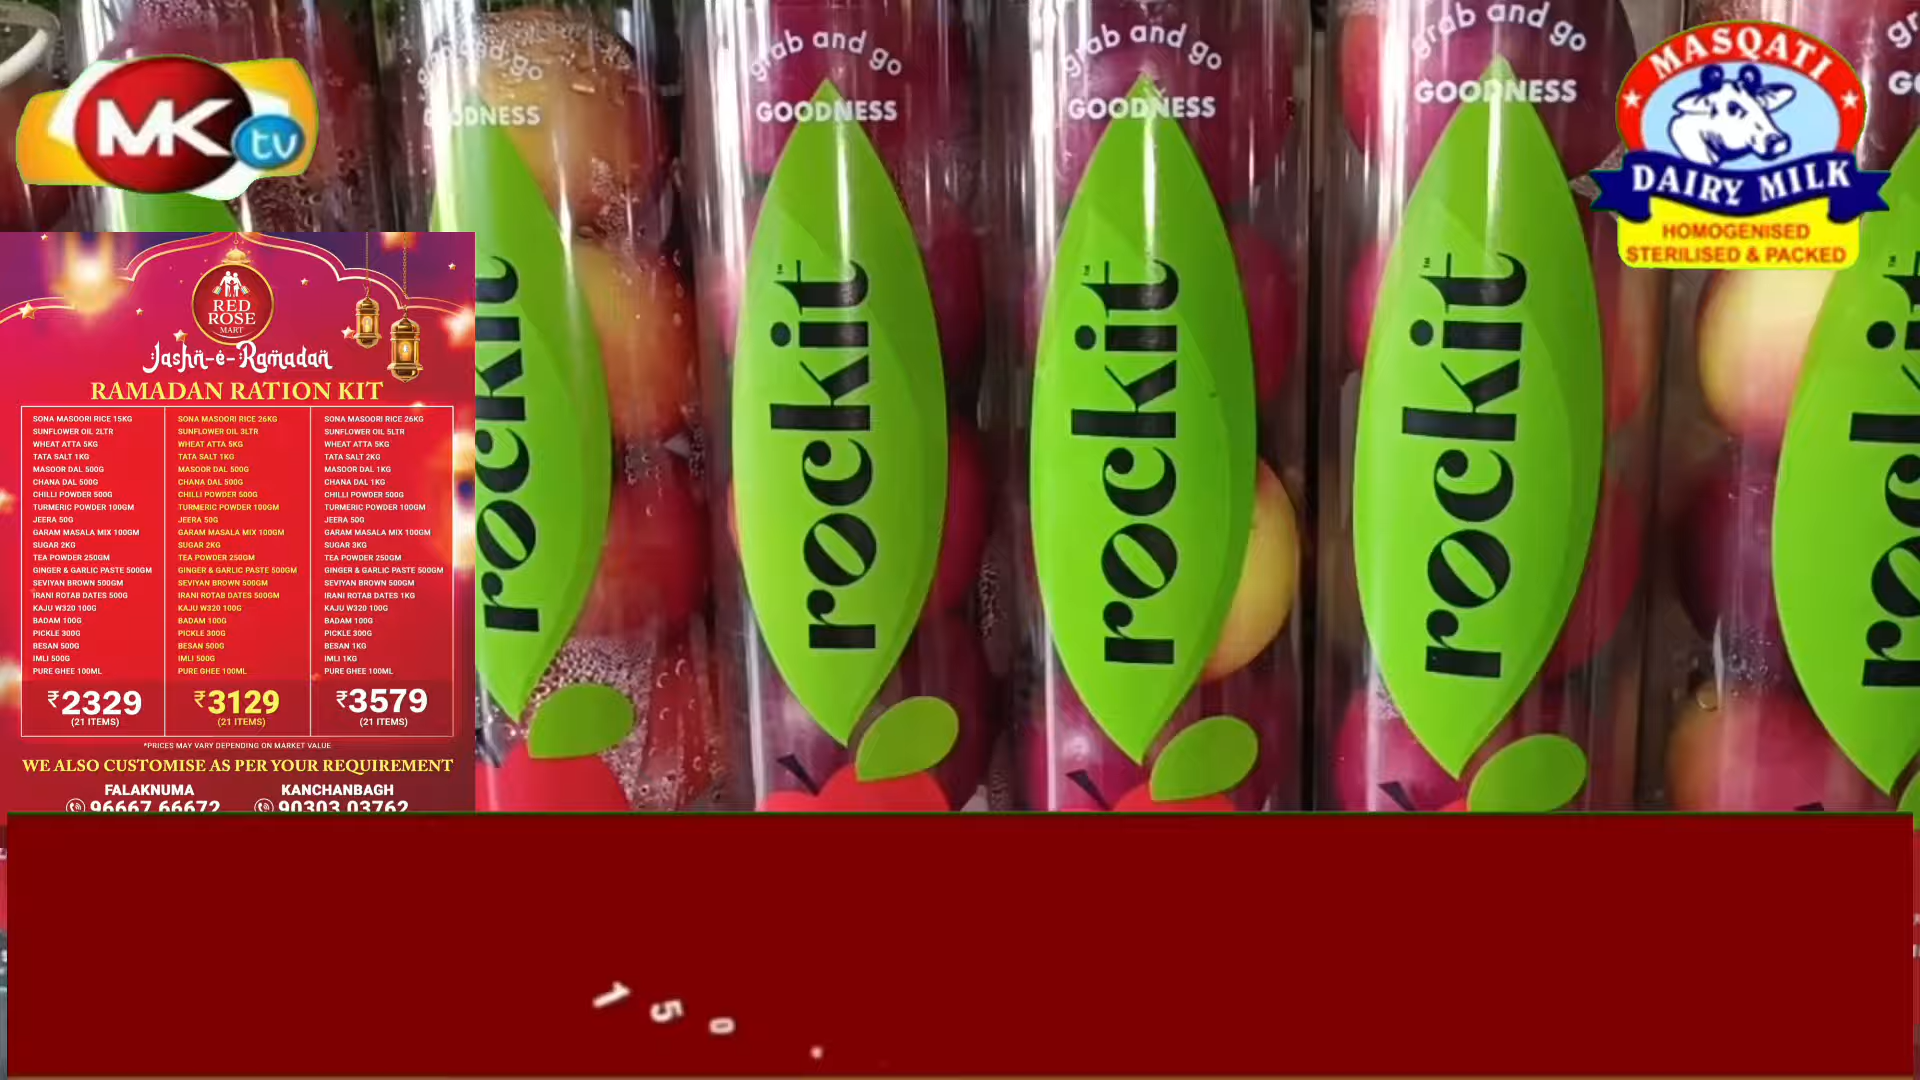 MK tv
MASQATI
DAIRY MILK
HOMOGENISED
STERILISED & PACKED
grab and go
GOODNESS
rockit
grab and go
GOODNESS
rockit
grab and go
GOODNESS
rockit
grab and go
GOODNESS
rockit
RED
ROSE
MART
Jashn-e-Ramadan
RAMADAN RATION KIT
SONA MASOORI RICE 15KG
SUNFLOWER OIL 2LTR
WHEAT ATTA 5KG
TATA SALT 1KG
MASOOR DAL 500G
CHANA DAL 500G
CHILLI POWDER 500G
TURMERIC POWDER 100GM
JEERA 50G
GARAM MASALA MIX 100GM
SUGAR 2KG
TEA POWDER 250GM
GINGER & GARLIC PASTE 500GM
SEVIYAN BROWN 500GM
IRANI ROTAB DATES 500G
KAJU W320 100G
BADAM 100G
PICKLE 300G
BESAN 500G
IMLI 500G
PURE GHEE 100ML
₹2329
(21 ITEMS)
SONA MASOORI RICE 26KG
SUNFLOWER OIL 3LTR
WHEAT ATTA 5KG
TATA SALT 1KG
MASOOR DAL 500G
CHANA DAL 500G
CHILLI POWDER 500G
TURMERIC POWDER 100GM
JEERA 50G
GARAM MASALA MIX 100GM
SUGAR 2KG
TEA POWDER 250GM
GINGER & GARLIC PASTE 500GM
SEVIYAN BROWN 500GM
IRANI ROTAB DATES 500GM
KAJU W320 100G
BADAM 100G
PICKLE 300G
BESAN 500G
IMLI 500G
PURE GHEE 100ML
₹3129
(21 ITEMS)
SONA MASOORI RICE 26KG
SUNFLOWER OIL 5LTR
WHEAT ATTA 5KG
TATA SALT 2KG
MASOOR DAL 1KG
CHANA DAL 1KG
CHILLI POWDER 500G
TURMERIC POWDER 100GM
JEERA 50G
GARAM MASALA MIX 100GM
SUGAR 3KG
TEA POWDER 250GM
GINGER & GARLIC PASTE 500GM
SEVIYAN BROWN 500GM
IRANI ROTAB DATES 1KG
KAJU W320 100G
BADAM 100G
PICKLE 300G
BESAN 1KG
IMLI 1KG
PURE GHEE 100ML
₹3579
(21 ITEMS)
*PRICES MAY VARY DEPENDING ON MARKET VALUE
WE ALSO CUSTOMISE AS PER YOUR REQUIREMENT
FALAKNUMA
96667 66672
KANCHANBAGH
90303 03762
1 5 0